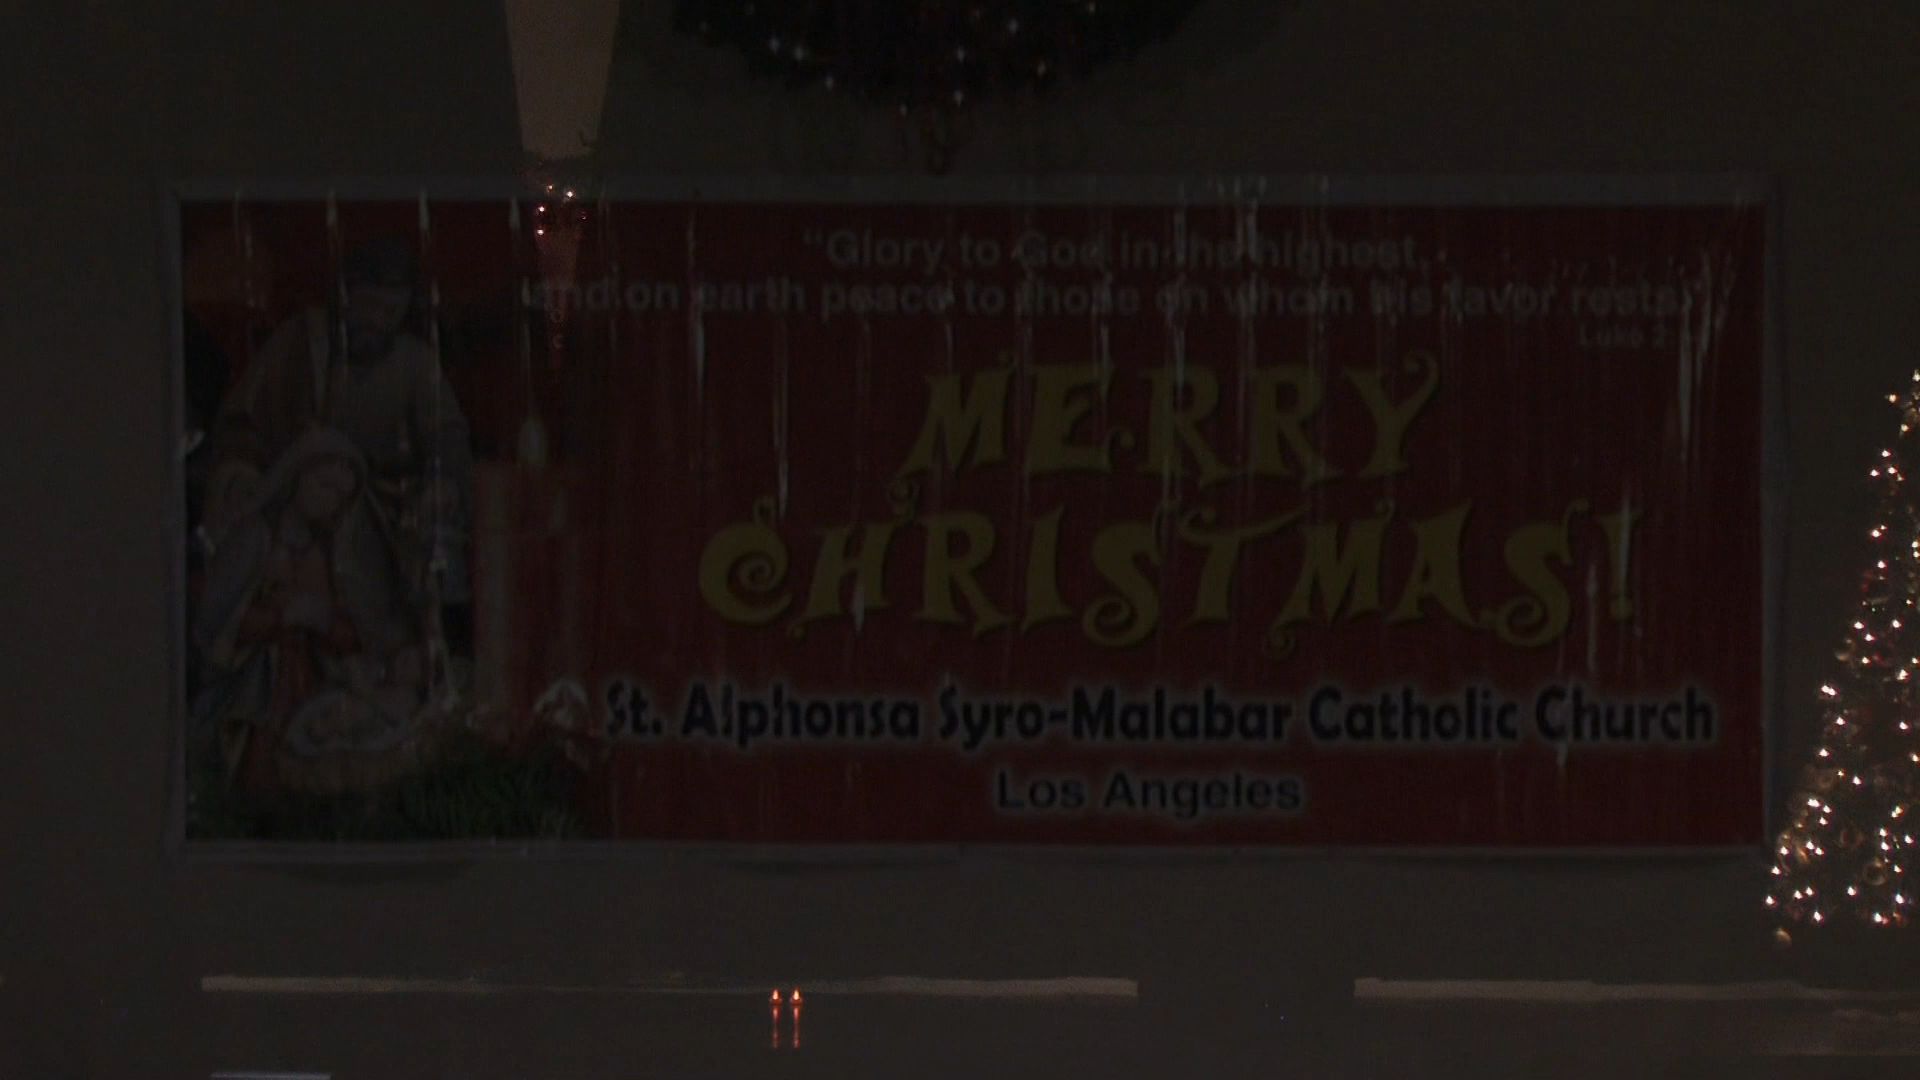 “Glory to God in the highest,
and on earth peace to those on whom his favor rests.”
Luke 2:
MERRY
CHRISTMAS!
St. Alphonsa Syro-Malabar Catholic Church
Los Angeles